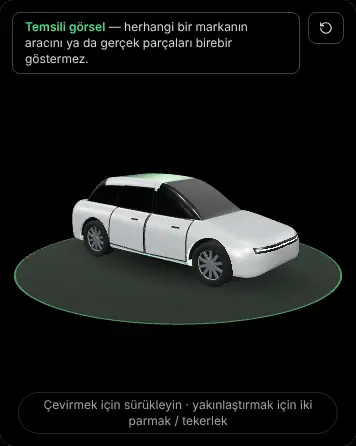 Temsili görsel — herhangi bir markanın
aracını ya da gerçek parçaları birebir
göstermez.
Çevirmek için sürükleyin · yakınlaştırmak için iki
parmak / tekerlek